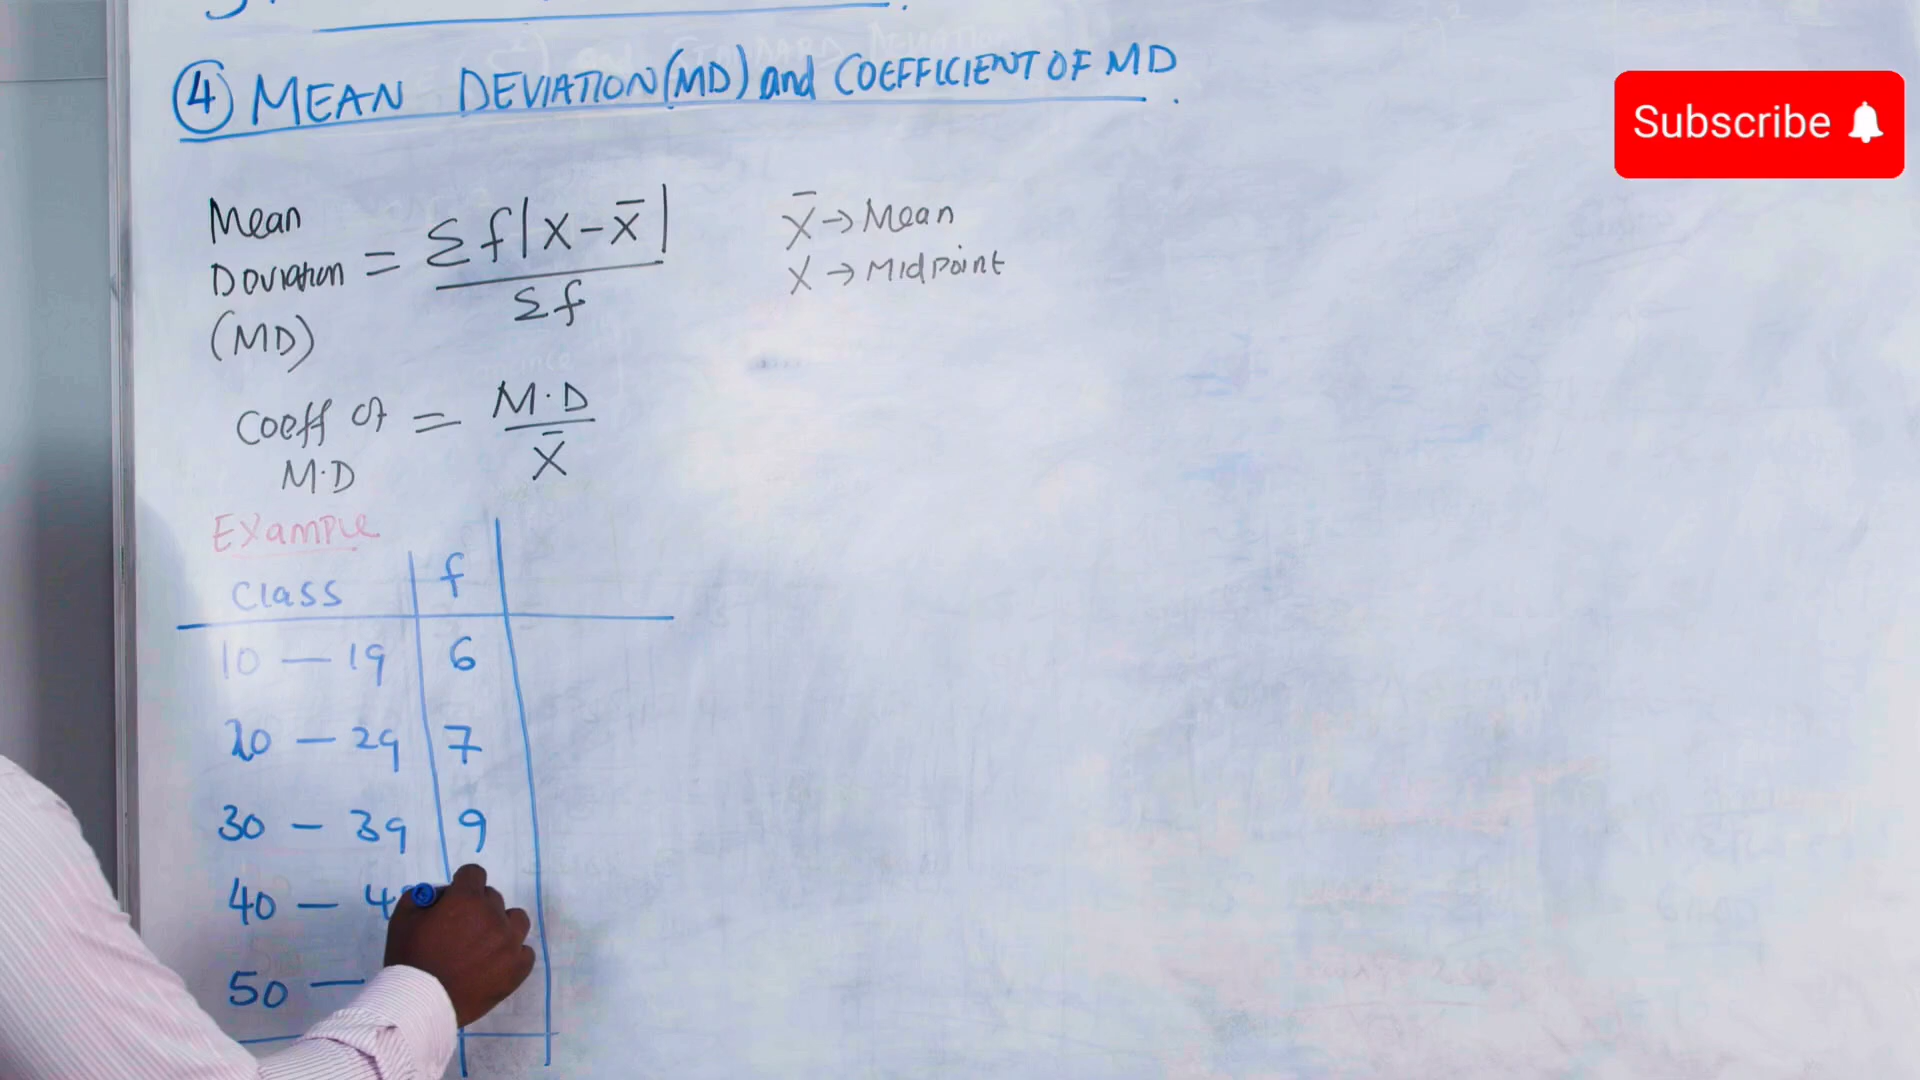 ④ MEAN DEVIATION (MD) and COEFFICIENT OF MD.
Subscribe
Mean Deviation (MD) = Σf|X-X̄| / Σf
X̄ → Mean
X → Midpoint
Coeff of M.D = M.D / X̄
Example
Class f
10 — 19 6
20 — 29 7
30 — 39 9
40 — 4
50 —